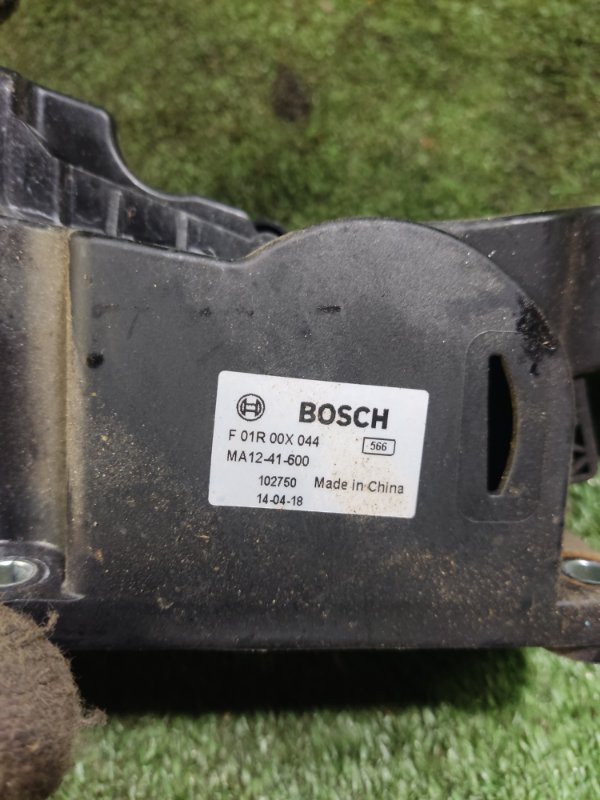 BOSCH
F 01R 00X 044 566
MA12-41-600
102750 Made in China
14-04-18